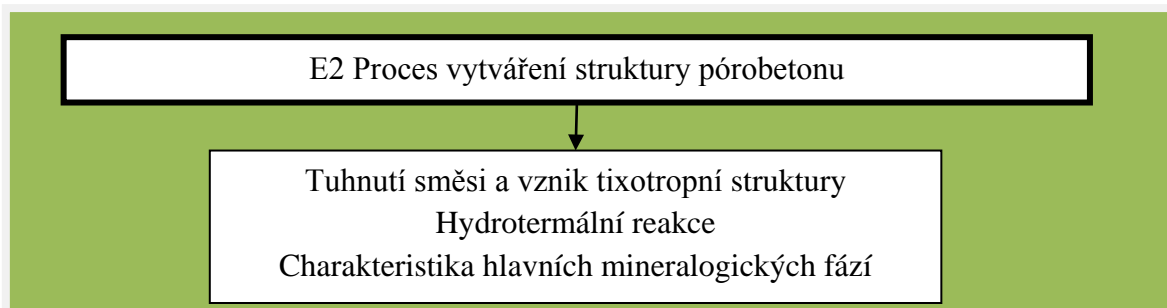 E2 Proces vytváření struktury pórobetonu
Tuhnutí směsi a vznik tixotropní struktury
Hydrotermální reakce
Charakteristika hlavních mineralogických fází